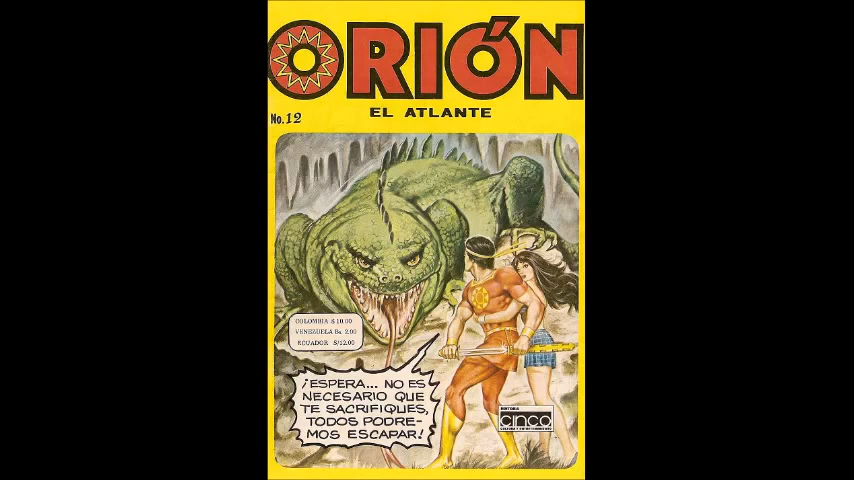 ORIÓN
EL ATLANTE
No. 12
COLOMBIA $ 10.00
VENEZUELA Bs. 2.00
ECUADOR S/12.00
¡ESPERA... NO ES
NECESARIO QUE
TE SACRIFIQUES,
TODOS PODRE-
MOS ESCAPAR!
EDITORA
CINCO